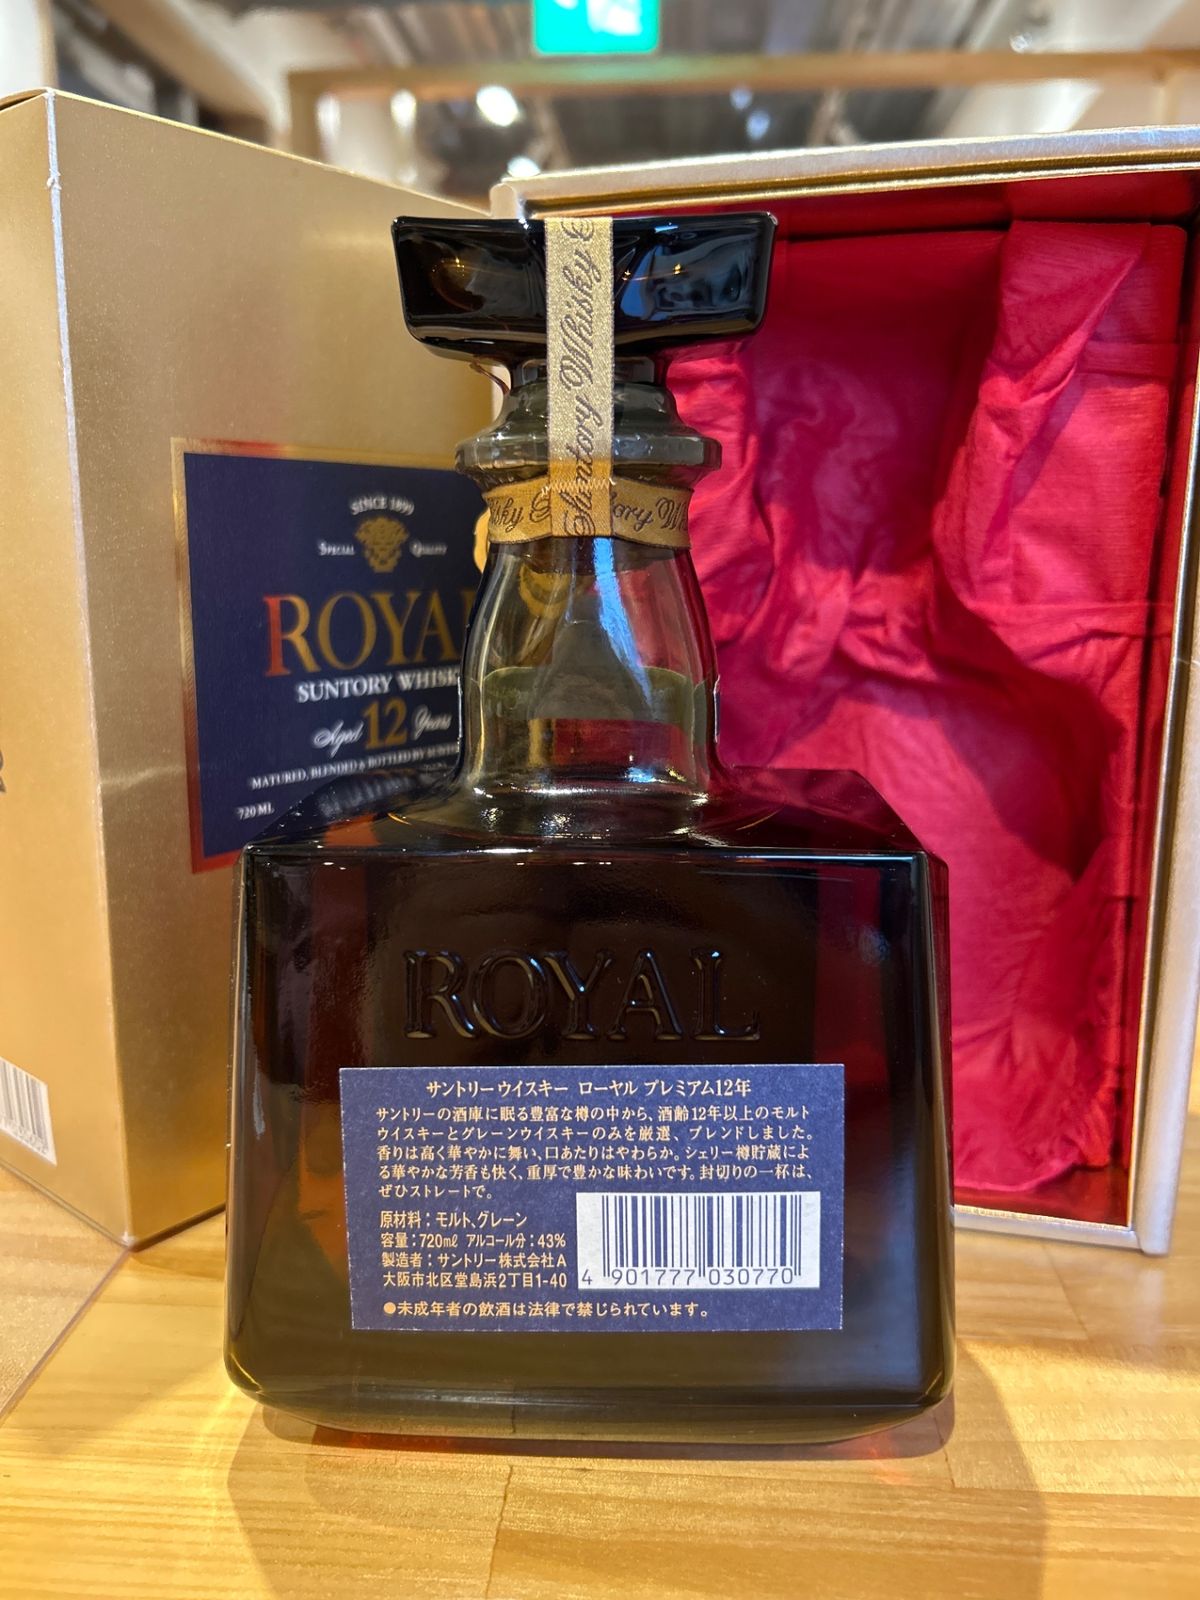 SINCE 1899
SPECIAL QUALITY
ROYAL
SUNTORY WHISK
Aged 12 Years
MATURED, BLENDED & BOTTLED BY SUNTO
720 ML
Suntory Whisky
ROYAL
サントリーウイスキー ローヤル プレミアム12年
サントリーの酒庫に眠る豊富な樽の中から、酒齢12年以上のモルト
ウイスキーとグレーンウイスキーのみを厳選、ブレンドしました。
香りは高く華やかに舞い、口あたりはやわらか。シェリー樽貯蔵によ
る華やかな芳香も快く、重厚で豊かな味わいです。封切りの一杯は、
ぜひストレートで。
原材料：モルト、グレーン
容量：720㎖ アルコール分：43%
製造者：サントリー株式会社A
大阪市北区堂島浜2丁目1-40
4 901777 030770
●未成年者の飲酒は法律で禁じられています。